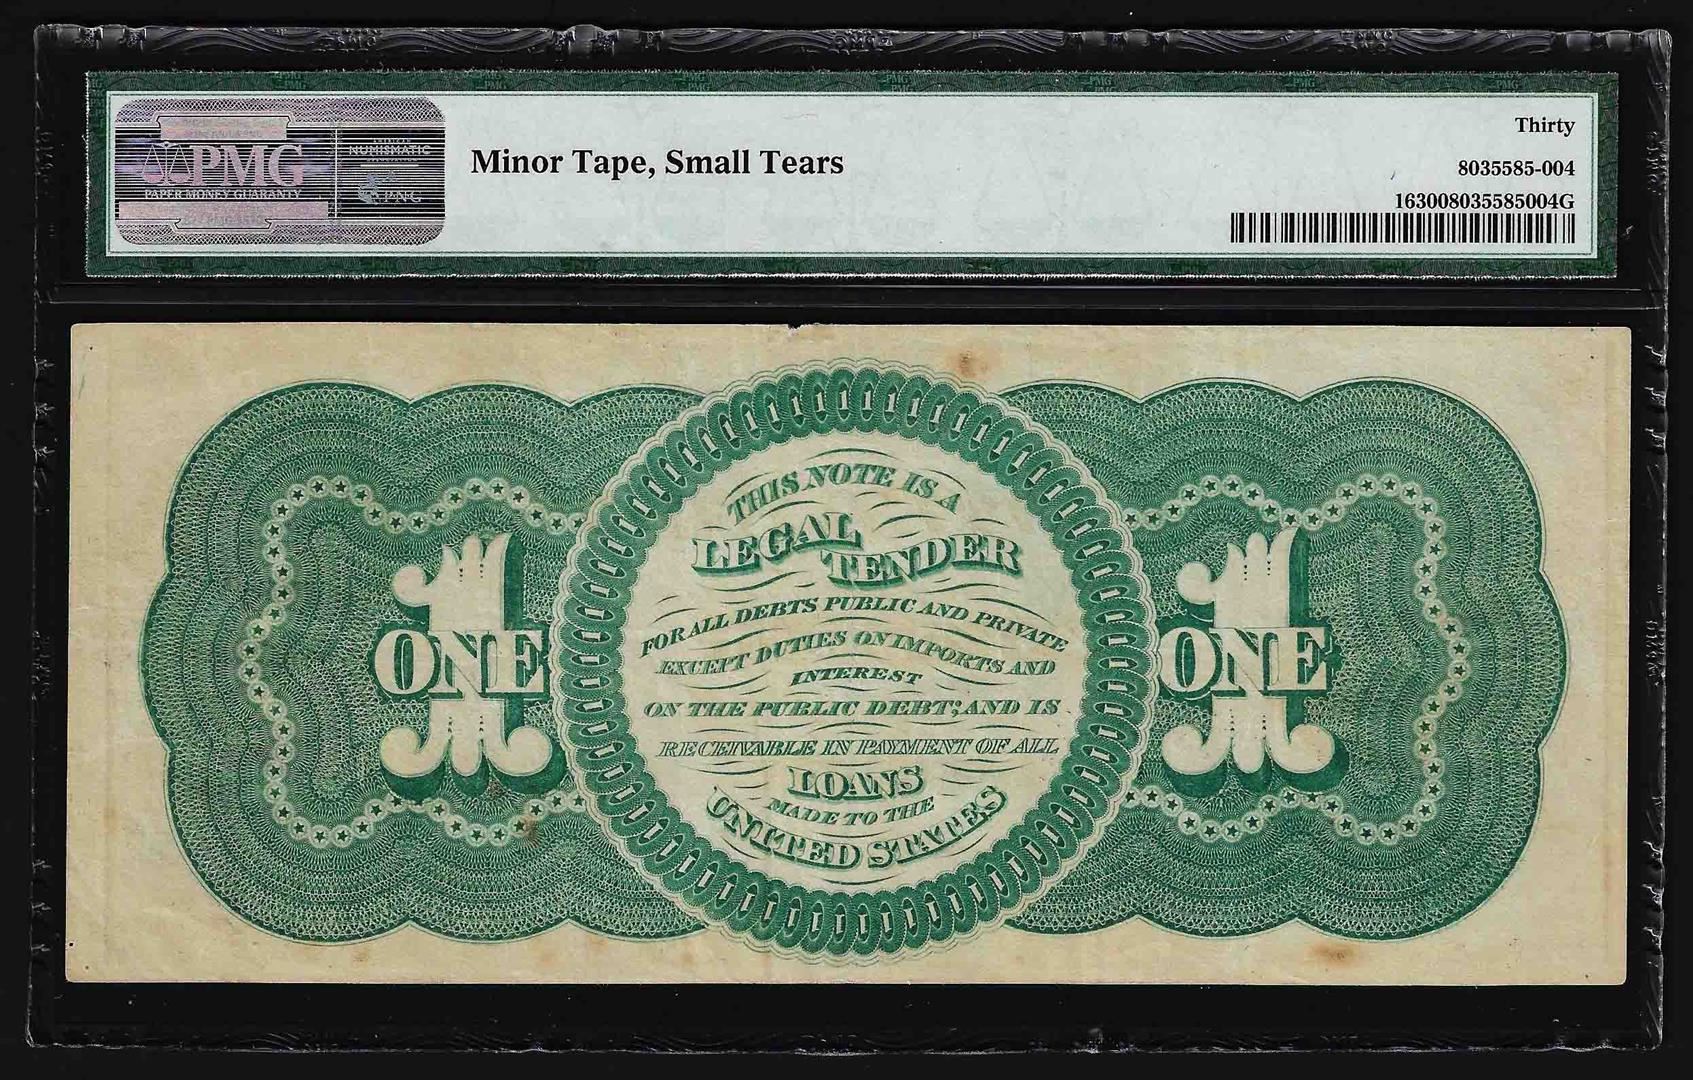 PMG
PAPER MONEY GUARANTY
NUMISMATIC
PNG
Minor Tape, Small Tears
Thirty
8035585-004
163008035585004G
THIS NOTE IS A
LEGAL
TENDER
FOR ALL DEBTS PUBLIC AND PRIVATE
EXCEPT DUTIES ON IMPORTS AND
INTEREST
ON THE PUBLIC DEBT; AND IS
RECEIVABLE IN PAYMENT OF ALL
LOANS
MADE TO THE
UNITED STATES
1
ONE
1
ONE